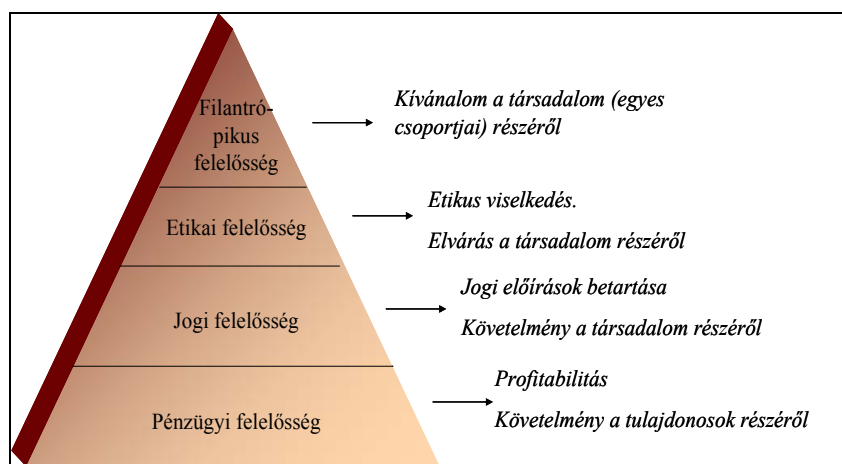 Filantró-
pikus
felelősség
Kívánalom a társadalom (egyes
csoportjai) részéről
Etikai felelősség
Etikus viselkedés.
Elvárás a társadalom részéről
Jogi felelősség
Jogi előírások betartása
Követelmény a társadalom részéről
Pénzügyi felelősség
Profitabilitás
Követelmény a tulajdonosok részéről